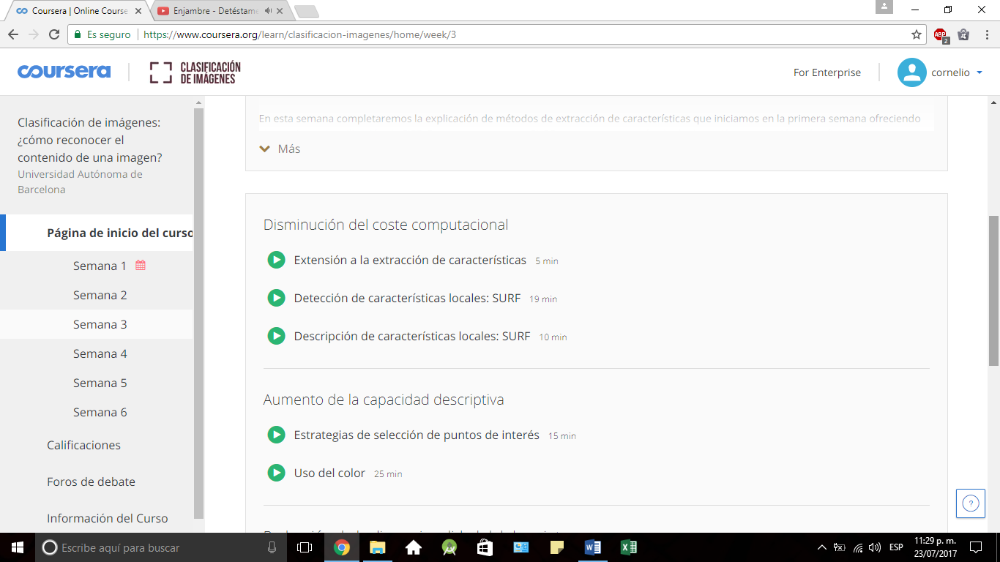 Coursera | Online Course
Enjambre - Detéstame
Es seguro
https://www.coursera.org/learn/clasificacion-imagenes/home/week/3
ABP
2
coursera
CLASIFICACIÓN
DE IMÁGENES
For Enterprise
cornelio
Clasificación de imágenes:
¿cómo reconocer el
contenido de una imagen?
Universidad Autónoma de
Barcelona
Página de inicio del curso
Semana 1
Semana 2
Semana 3
Semana 4
Semana 5
Semana 6
Calificaciones
Foros de debate
Información del Curso
En esta semana completaremos la explicación de métodos de extracción de características que iniciamos en la primera semana ofreciendo
Más
Disminución del coste computacional
Extensión a la extracción de características 5 min
Detección de características locales: SURF 19 min
Descripción de características locales: SURF 10 min
Aumento de la capacidad descriptiva
Estrategias de selección de puntos de interés 15 min
Uso del color 25 min
?
Escribe aquí para buscar
ESP
11:29 p. m.
23/07/2017